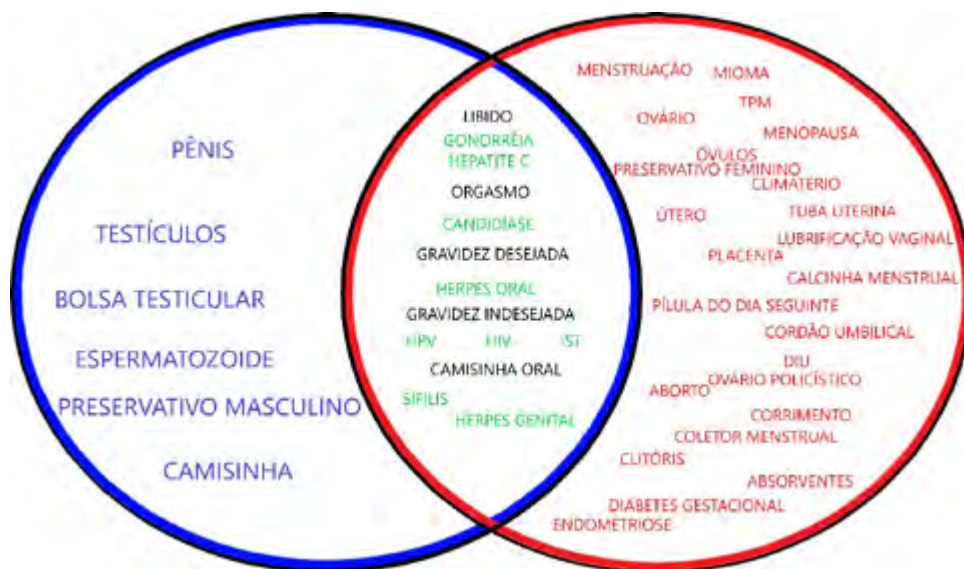 PÊNIS
TESTÍCULOS
BOLSA TESTICULAR
ESPERMATOZOIDE
PRESERVATIVO MASCULINO
CAMISINHA
LIBIDO
GONORRÉIA
HEPATITE C
ORGASMO
CANDIDÍASE
GRAVIDEZ DESEJADA
HERPES ORAL
GRAVIDEZ INDESEJADA
HPV HIV IST
CAMISINHA ORAL
SÍFILIS
HERPES GENITAL
MENSTRUAÇÃO
MIOMA
TPM
OVÁRIO
MENOPAUSA
ÓVULOS
PRESERVATIVO FEMININO
CLIMATÉRIO
ÚTERO
TUBA UTERINA
LUBRIFICAÇÃO VAGINAL
PLACENTA
CALCINHA MENSTRUAL
PÍLULA DO DIA SEGUINTE
CORDÃO UMBILICAL
DIU
OVÁRIO POLICÍSTICO
ABORTO
CORRIMENTO
COLETOR MENSTRUAL
CLITÓRIS
ABSORVENTES
DIABETES GESTACIONAL
ENDOMETRIOSE